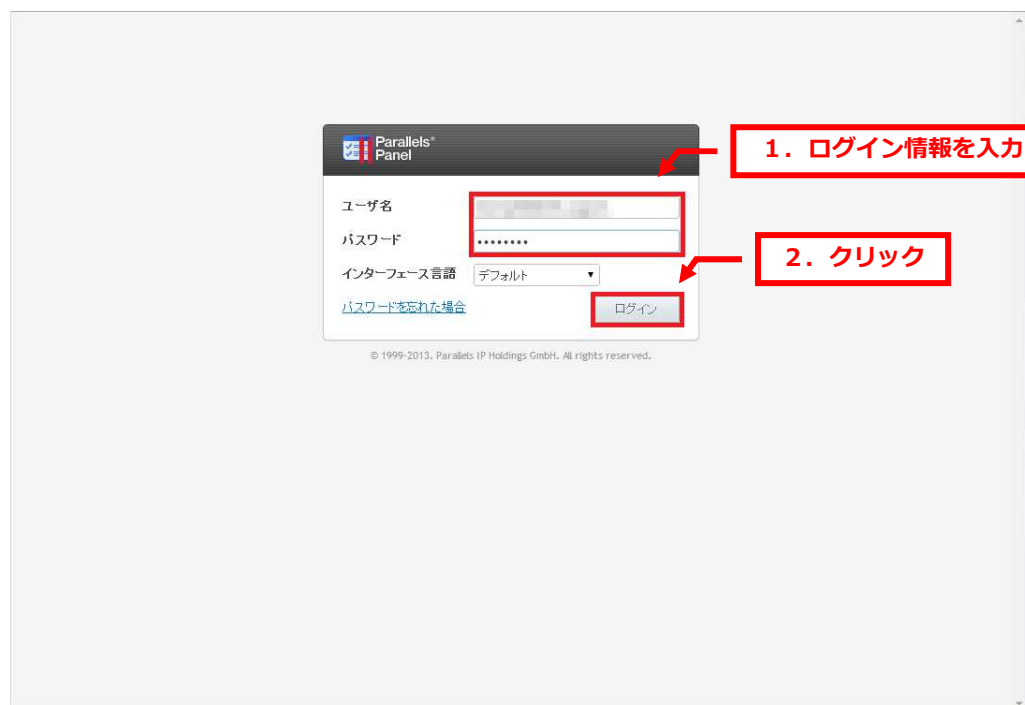 Parallels®
Panel
1．ログイン情報を入力
ユーザ名
パスワード
••••••••
2．クリック
インターフェース言語
デフォルト
パスワードを忘れた場合
ログイン
© 1999-2013. Parallels IP Holdings GmbH. All rights reserved.